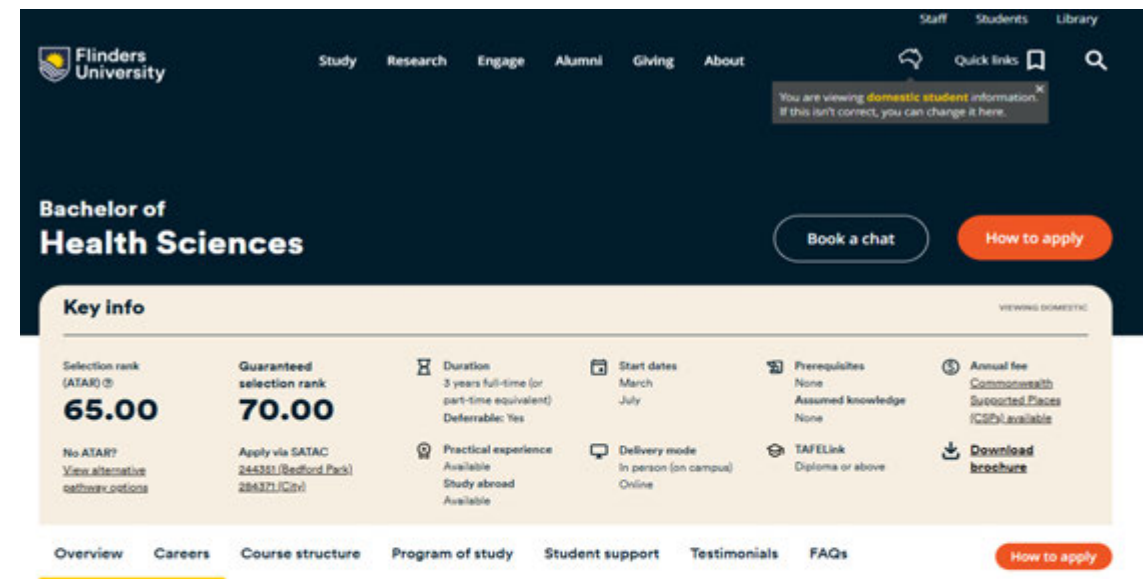 Staff Students Library
Flinders
University
Study Research Engage Alumni Giving About
Quick links
You are viewing domestic student information. ×
If this isn't correct, you can change it here.
Bachelor of
Health Sciences
Book a chat
How to apply
Key info
VIEWING DOMESTIC
Selection rank
(ATAR)
65.00
No ATAR?
View alternative
pathway options
Guaranteed
selection rank
70.00
Apply via SATAC
244351 (Bedford Park)
284371 (City)
Duration
3 years full-time (or
part-time equivalent)
Deferrable: Yes
Practical experience
Available
Study abroad
Available
Start dates
March
July
Delivery mode
In person (on campus)
Online
Prerequisites
None
Assumed knowledge
None
TAFELink
Diploma or above
Annual fee
Commonwealth
Supported Places
(CSPs) available
Download
brochure
Overview Careers Course structure Program of study Student support Testimonials FAQs
How to apply